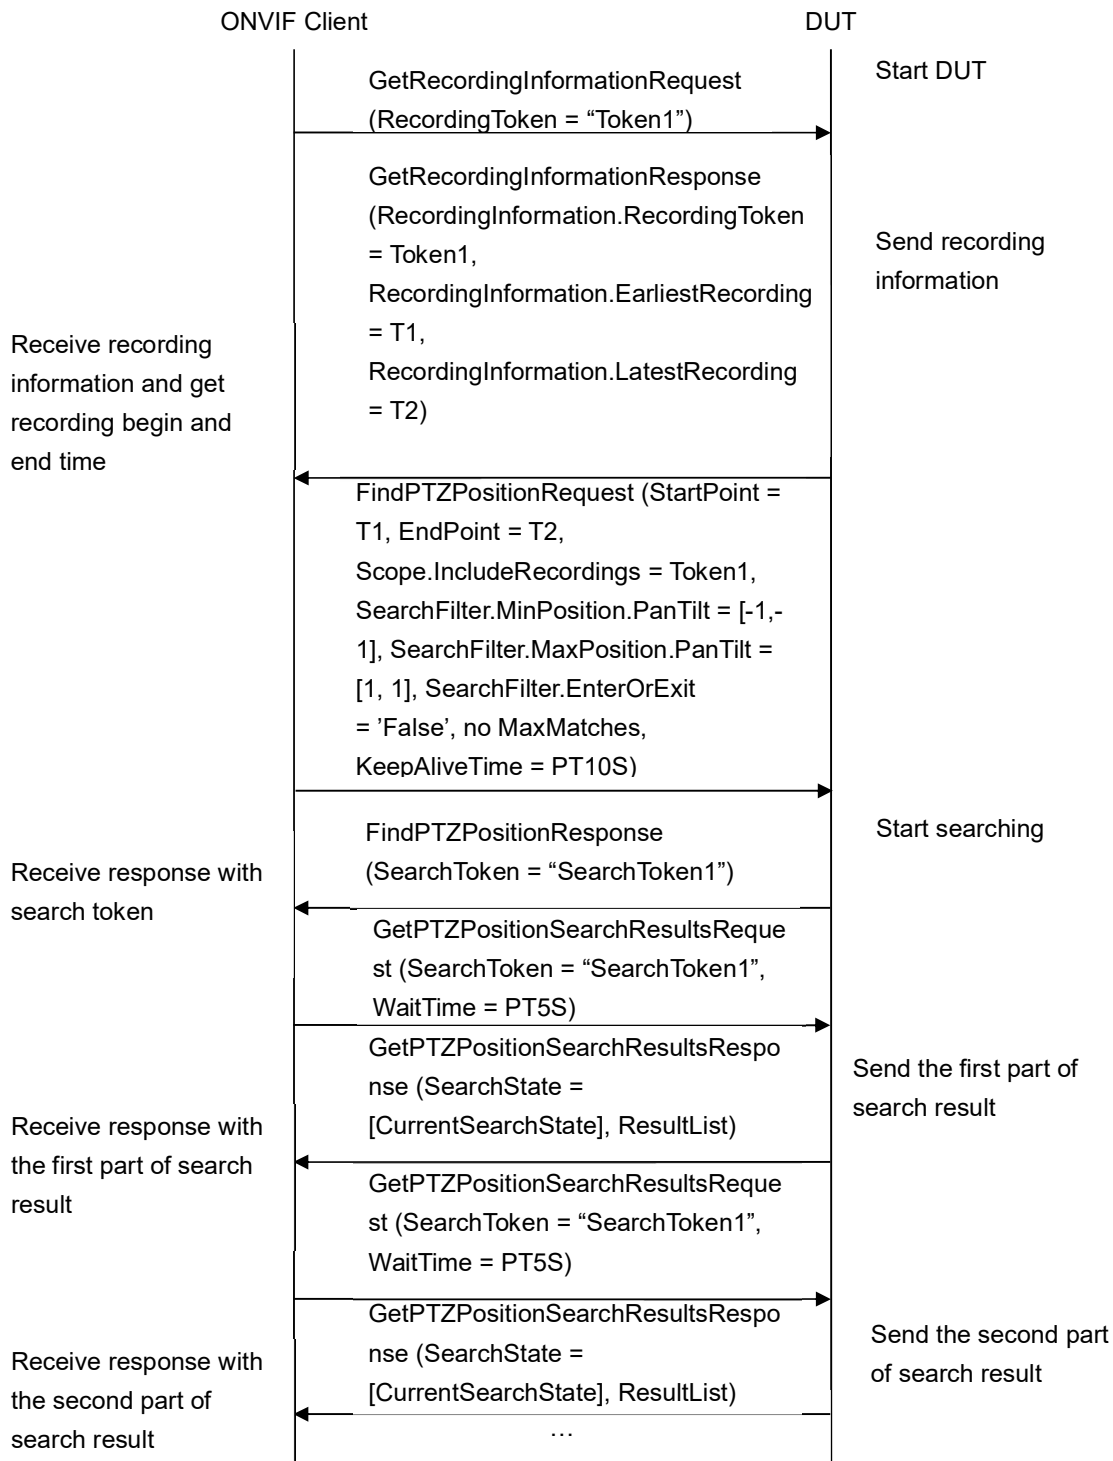 ONVIF Client
DUT
Start DUT
GetRecordingInformationRequest
(RecordingToken = “Token1”)
GetRecordingInformationResponse
(RecordingInformation.RecordingToken
= Token1,
RecordingInformation.EarliestRecording
= T1,
RecordingInformation.LatestRecording
= T2)
Send recording
information
Receive recording
information and get
recording begin and
end time
FindPTZPositionRequest (StartPoint =
T1, EndPoint = T2,
Scope.IncludeRecordings = Token1,
SearchFilter.MinPosition.PanTilt = [-1,-
1], SearchFilter.MaxPosition.PanTilt =
[1, 1], SearchFilter.EnterOrExit
= ’False’, no MaxMatches,
KeepAliveTime = PT10S)
Start searching
FindPTZPositionResponse
(SearchToken = “SearchToken1”)
Receive response with
search token
GetPTZPositionSearchResultsReque
st (SearchToken = “SearchToken1”,
WaitTime = PT5S)
GetPTZPositionSearchResultsRespo
nse (SearchState =
[CurrentSearchState], ResultList)
Send the first part of
search result
Receive response with
the first part of search
result
GetPTZPositionSearchResultsReque
st (SearchToken = “SearchToken1”,
WaitTime = PT5S)
GetPTZPositionSearchResultsRespo
nse (SearchState =
[CurrentSearchState], ResultList)
Send the second part
of search result
Receive response with
the second part of
search result
…